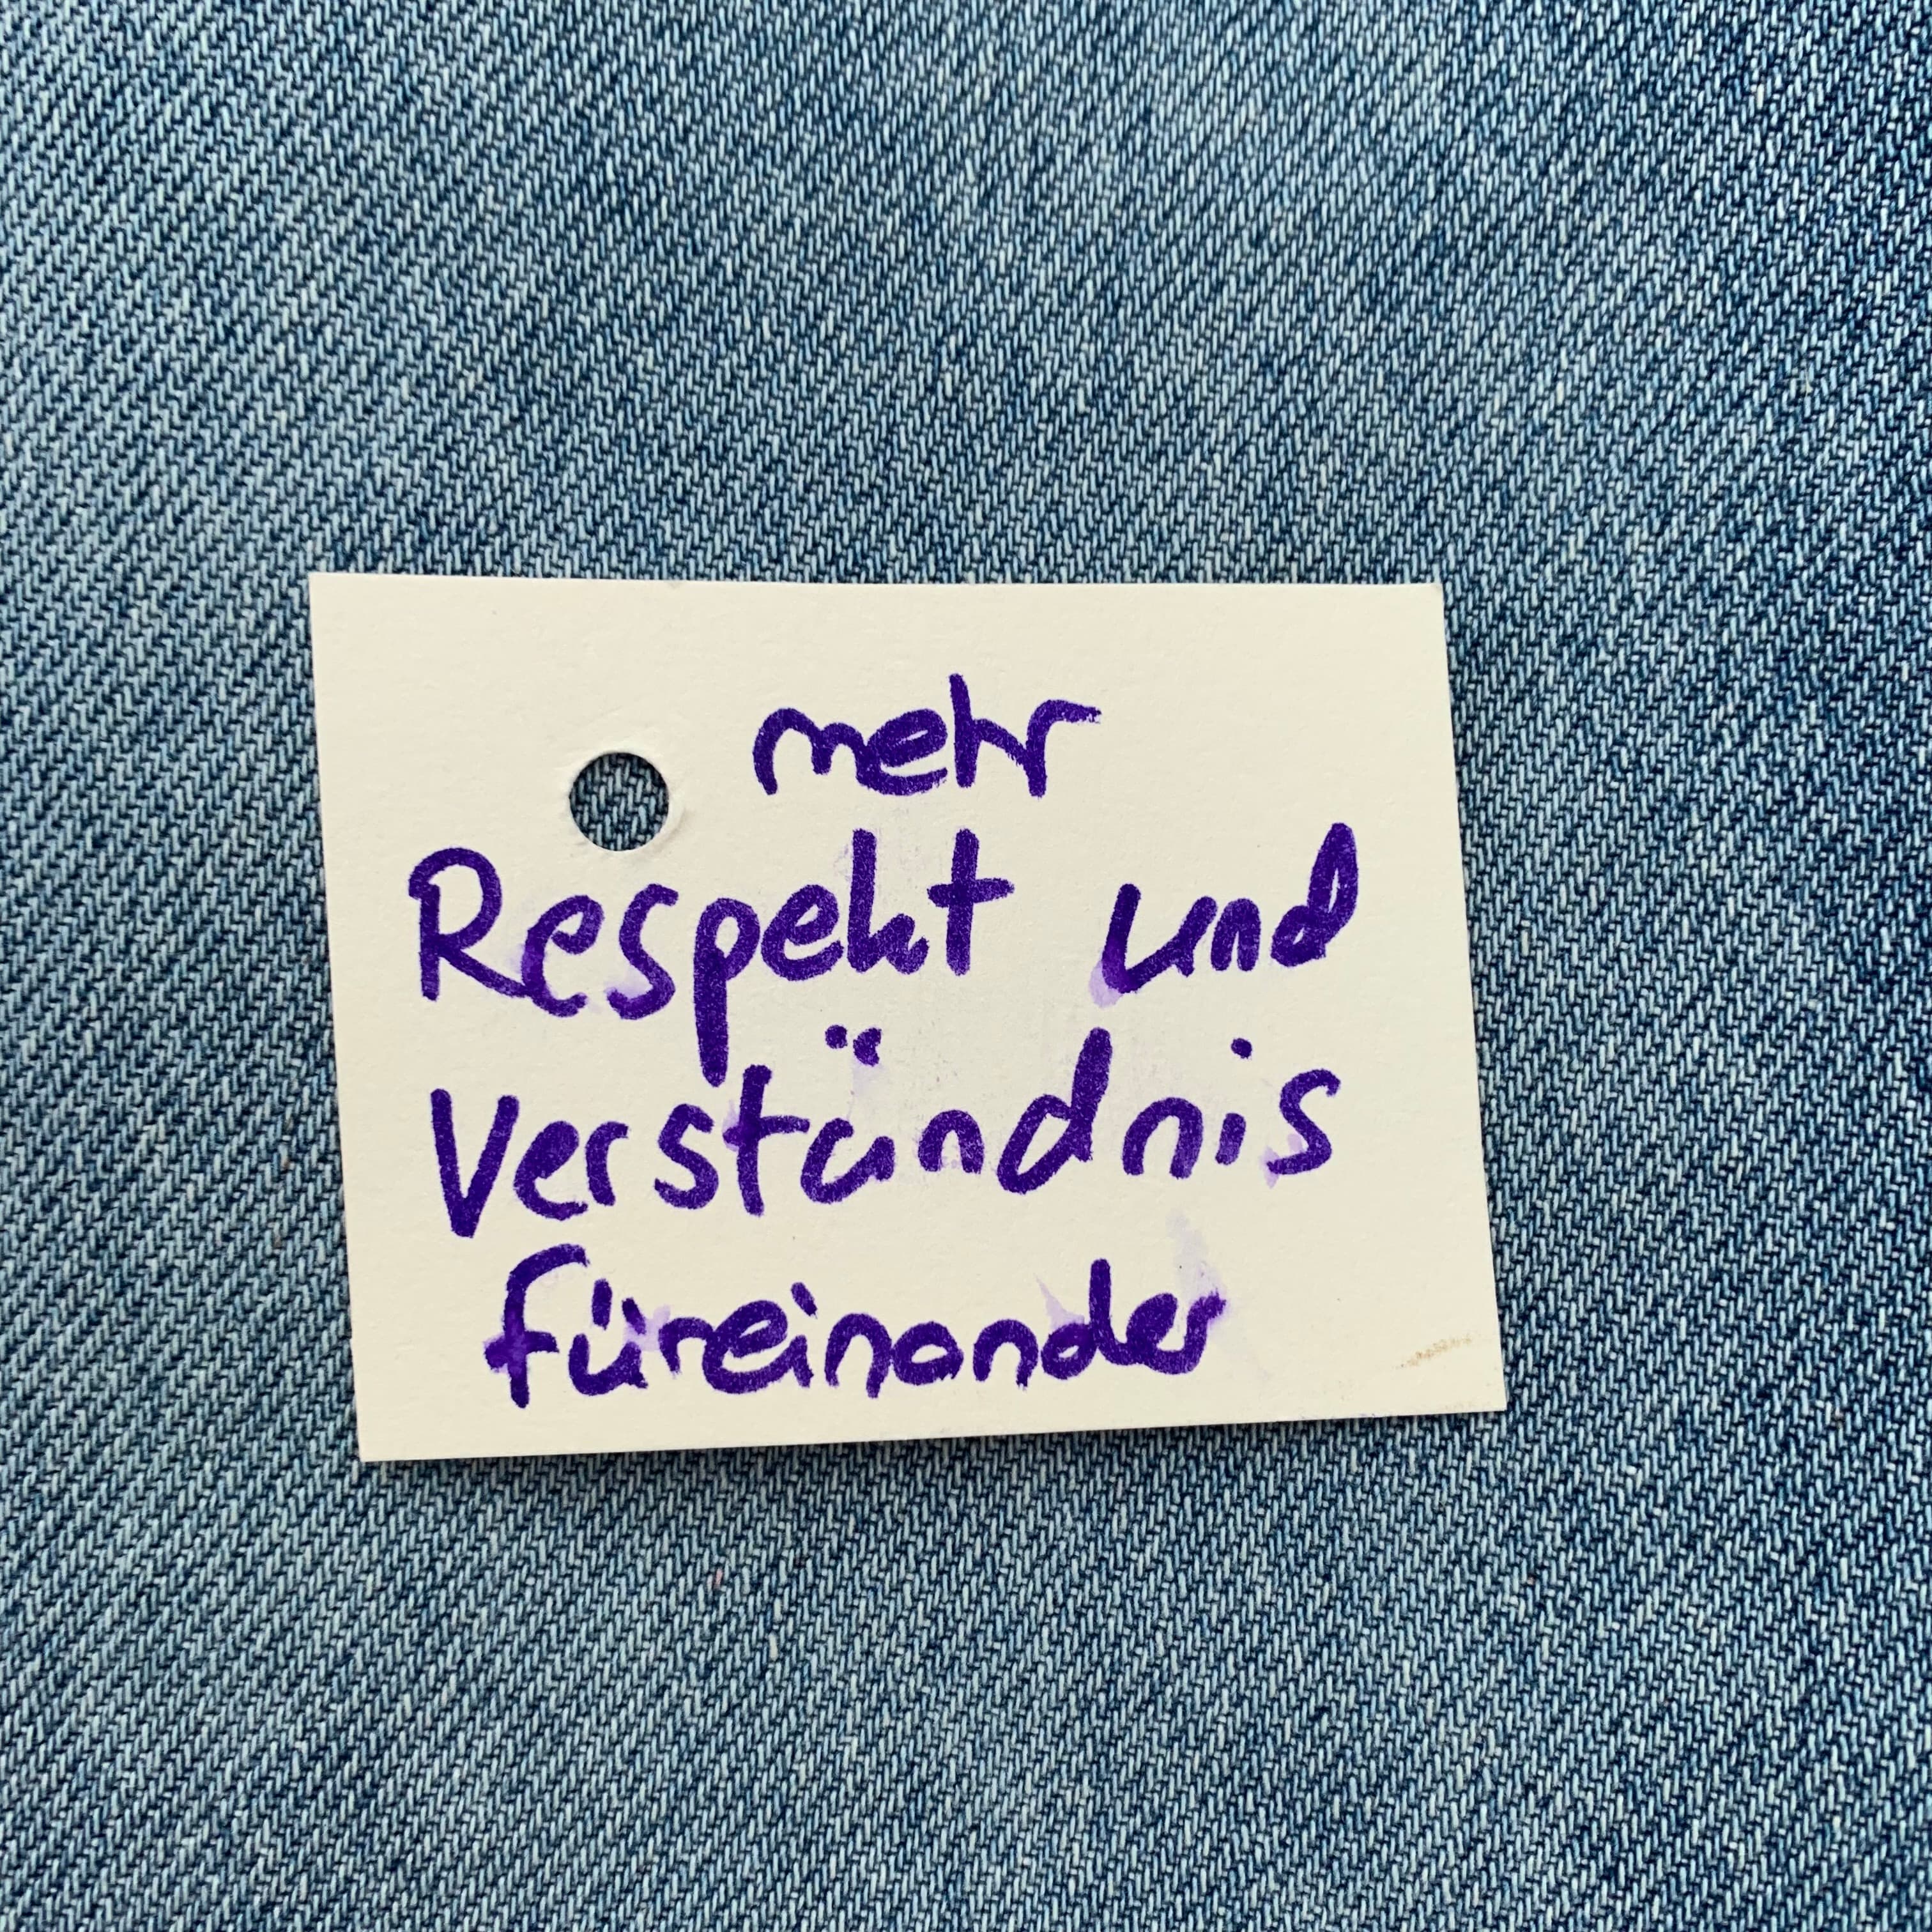 mehr
Respekt und
Verständnis
füreinander